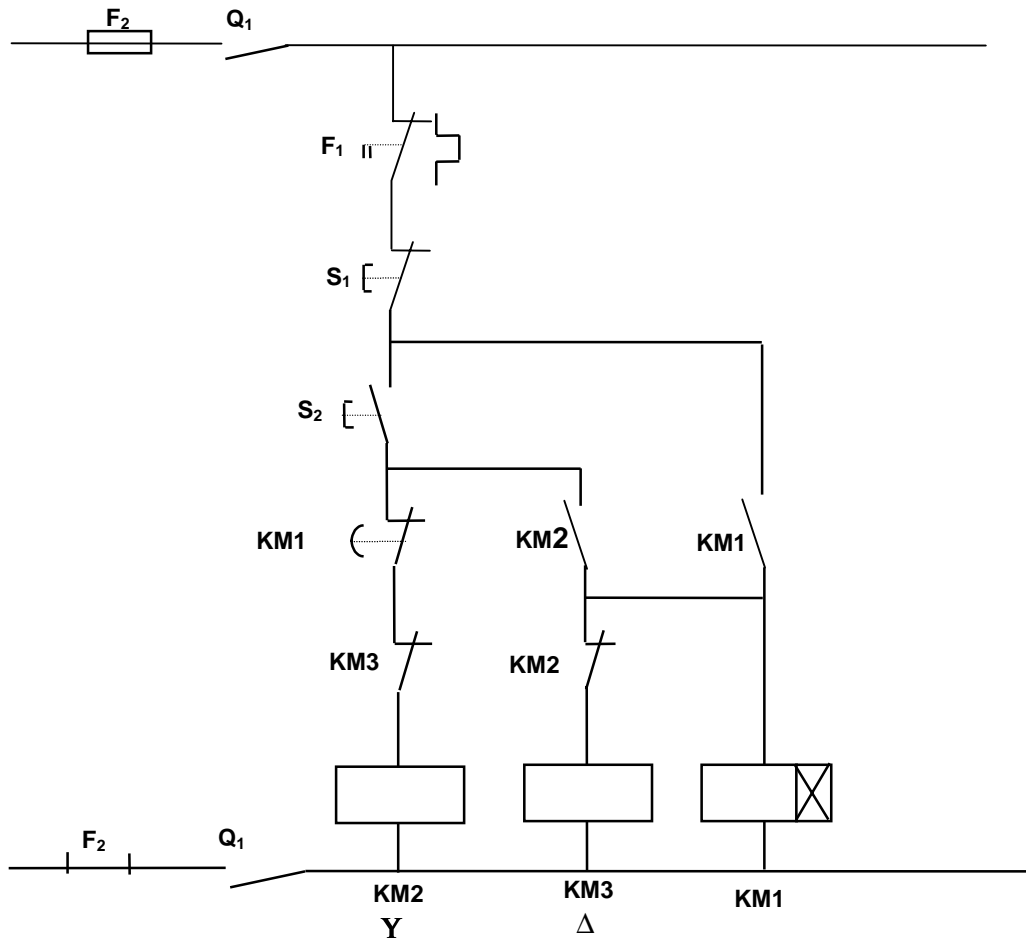 F₂ Q₁
F₁
S₁
S₂
KM1 KM2 KM1
KM3 KM2
F₂ Q₁
KM2 KM3 KM1
Y Δ